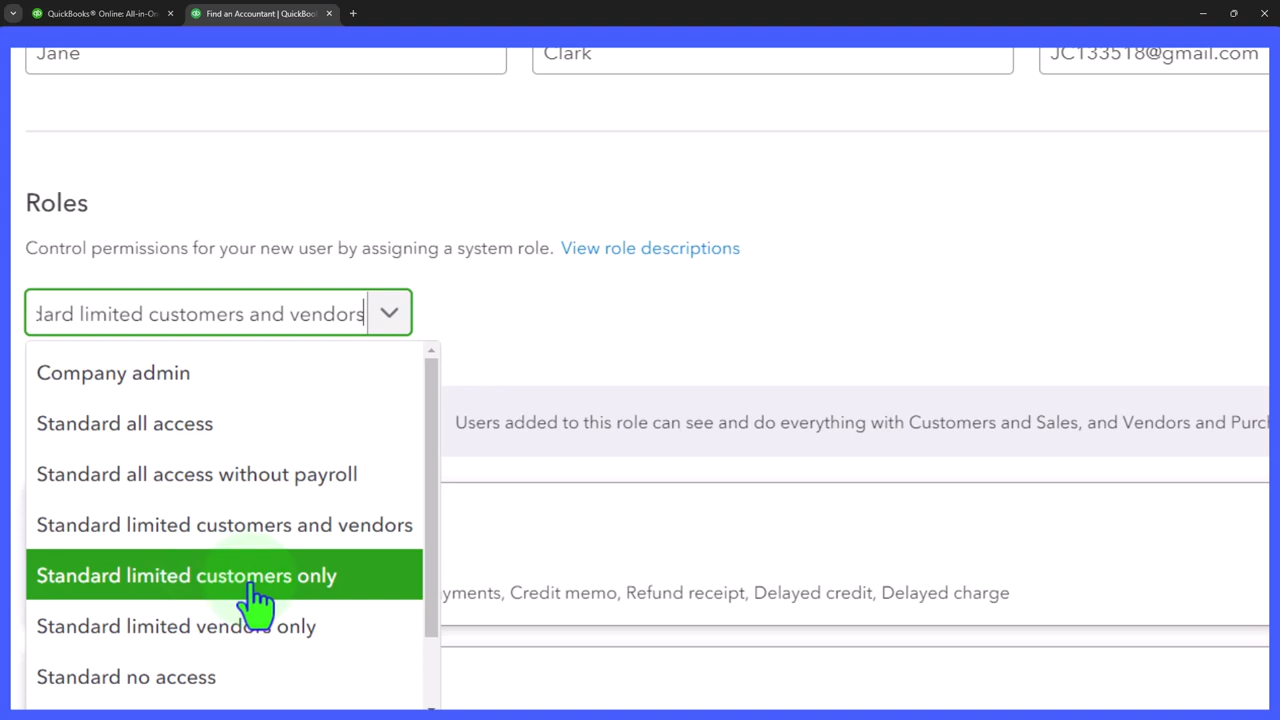 QuickBooks® Online: All-in-On
Find an Accountant | QuickBool
Jane
Clark
JC133518@gmail.com
Roles
Control permissions for your new user by assigning a system role. View role descriptions
dard limited customers and vendors
Company admin
Standard all access
Users added to this role can see and do everything with Customers and Sales, and Vendors and Purch
Standard all access without payroll
Standard limited customers and vendors
Standard limited customers only
yments, Credit memo, Refund receipt, Delayed credit, Delayed charge
Standard limited vendors only
Standard no access